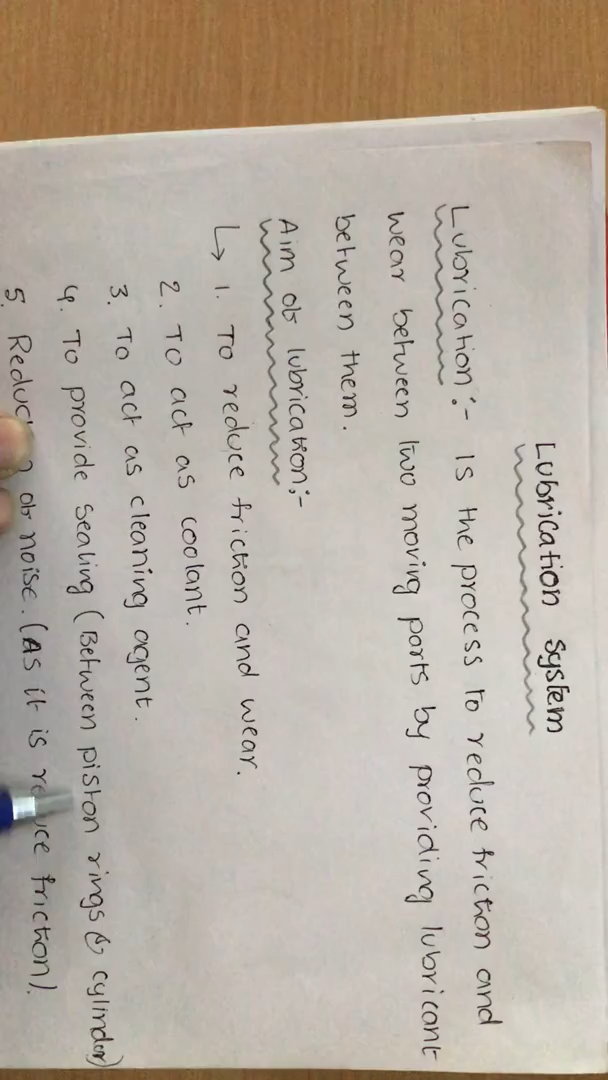 Lubrication System
Lubrication :- is the process to reduce friction and
wear between two moving parts by providing lubricant
between them.
Aim of lubrication:-
↳ 1. To reduce friction and wear.
2. To act as coolant.
3. To act as cleaning agent.
4. To provide sealing (Between piston rings & cylinder)
5. of noise. (As it is friction).